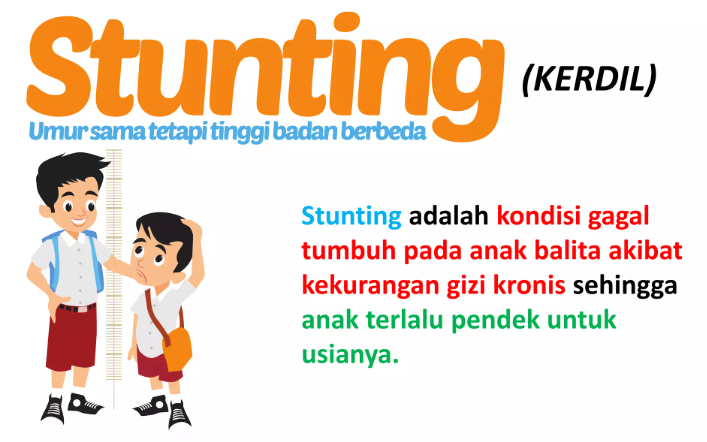 Stunting (KERDIL)
Umur sama tetapi tinggi badan berbeda
Stunting adalah kondisi gagal
tumbuh pada anak balita akibat
kekurangan gizi kronis sehingga
anak terlalu pendek untuk
usianya.